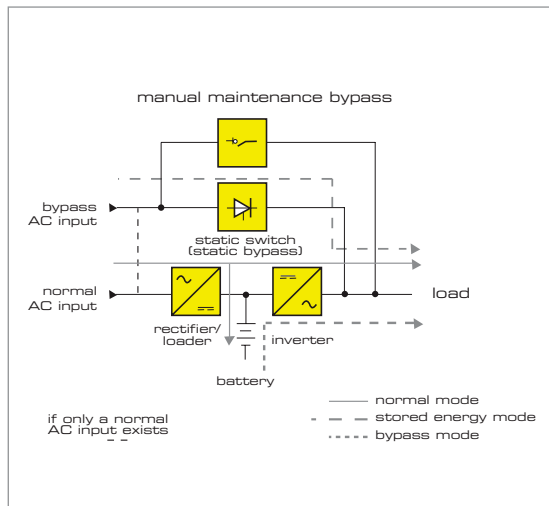 manual maintenance bypass
bypass
AC input
static switch
(static bypass)
normal
AC input
load
rectifier/
loader
inverter
battery
if only a normal
AC input exists
normal mode
stored energy mode
bypass mode